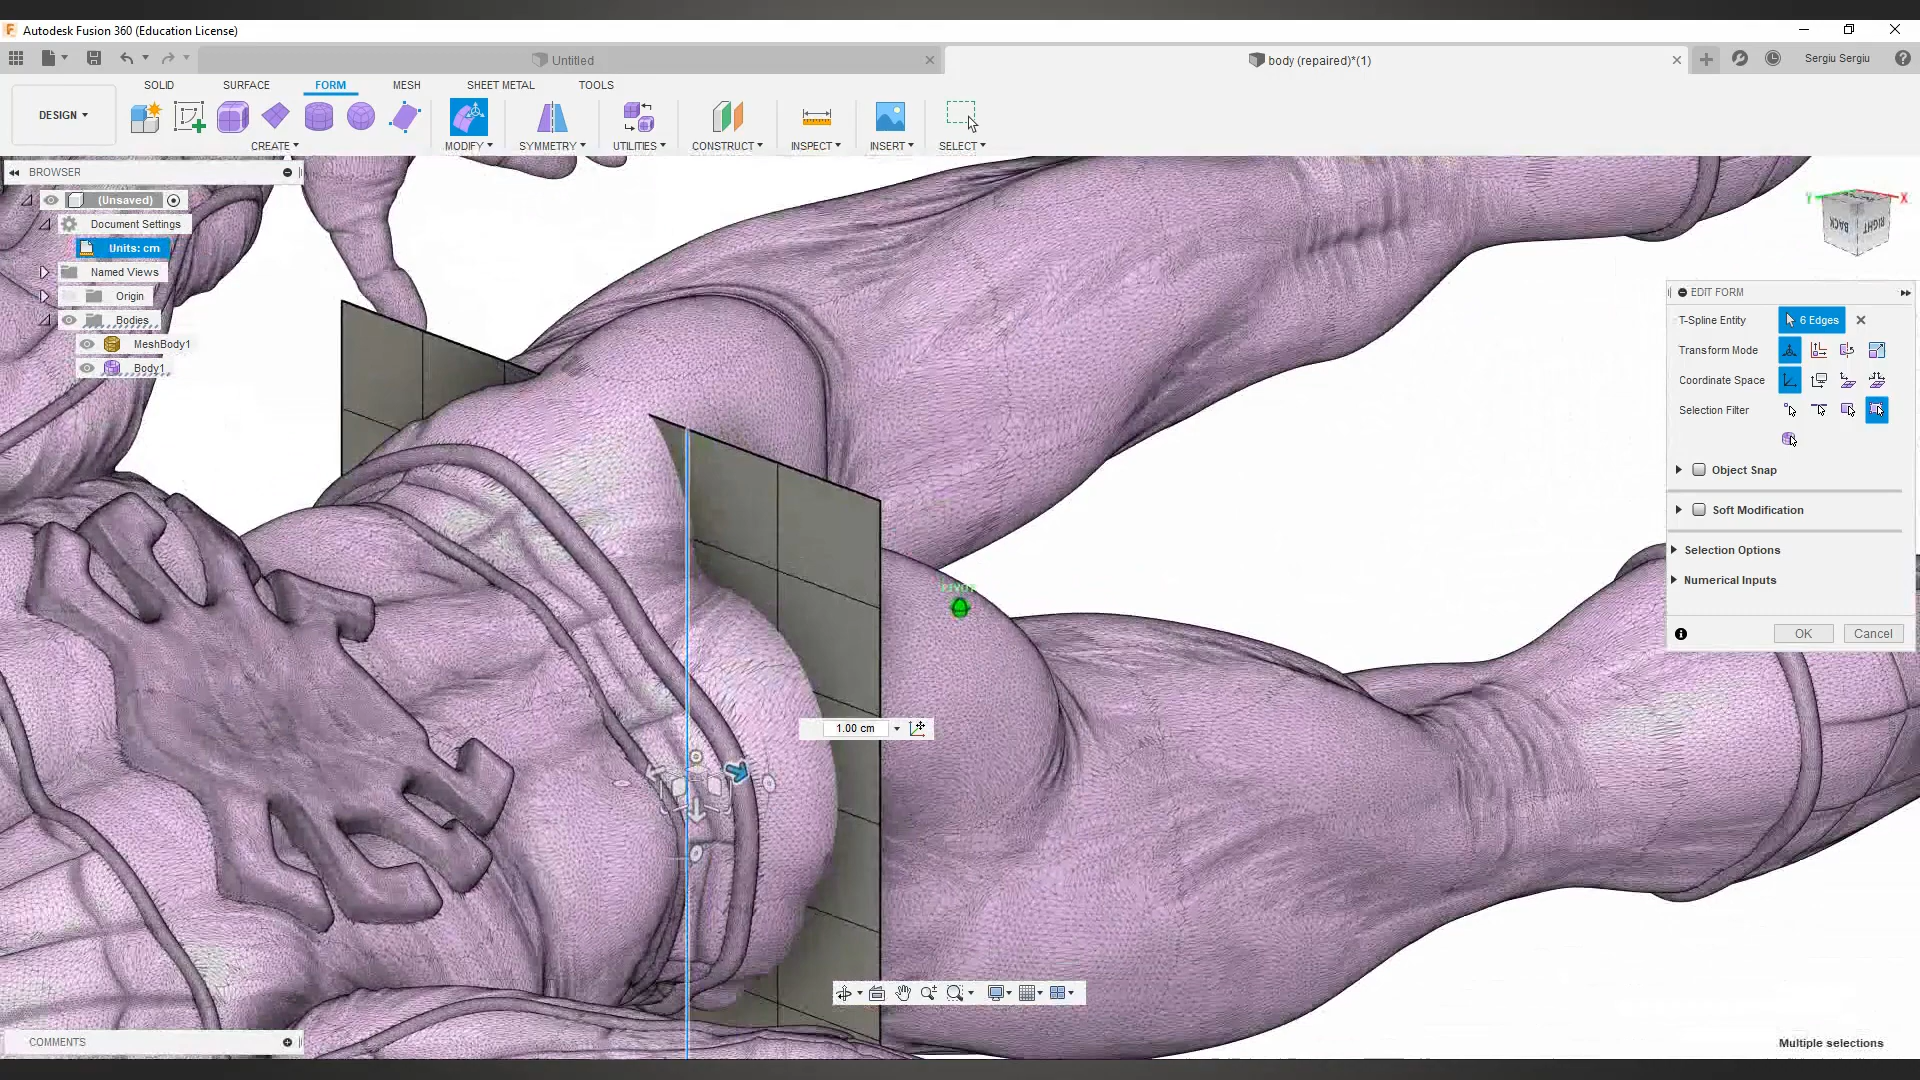 Autodesk Fusion 360 (Education License)
Untitled
body (repaired)*(1)
Sergiu Sergiu
SOLID
SURFACE
FORM
MESH
SHEET METAL
TOOLS
DESIGN
CREATE
MODIFY
SYMMETRY
UTILITIES
CONSTRUCT
INSPECT
INSERT
SELECT
BROWSER
(Unsaved)
Document Settings
Units: cm
Named Views
Origin
Bodies
MeshBody1
Body1
Y
X
BACK
RIGHT
EDIT FORM
T-Spline Entity
6 Edges
Transform Mode
Coordinate Space
Selection Filter
Object Snap
Soft Modification
Selection Options
Numerical Inputs
OK
Cancel
PIVOT
1.00 cm
COMMENTS
Multiple selections